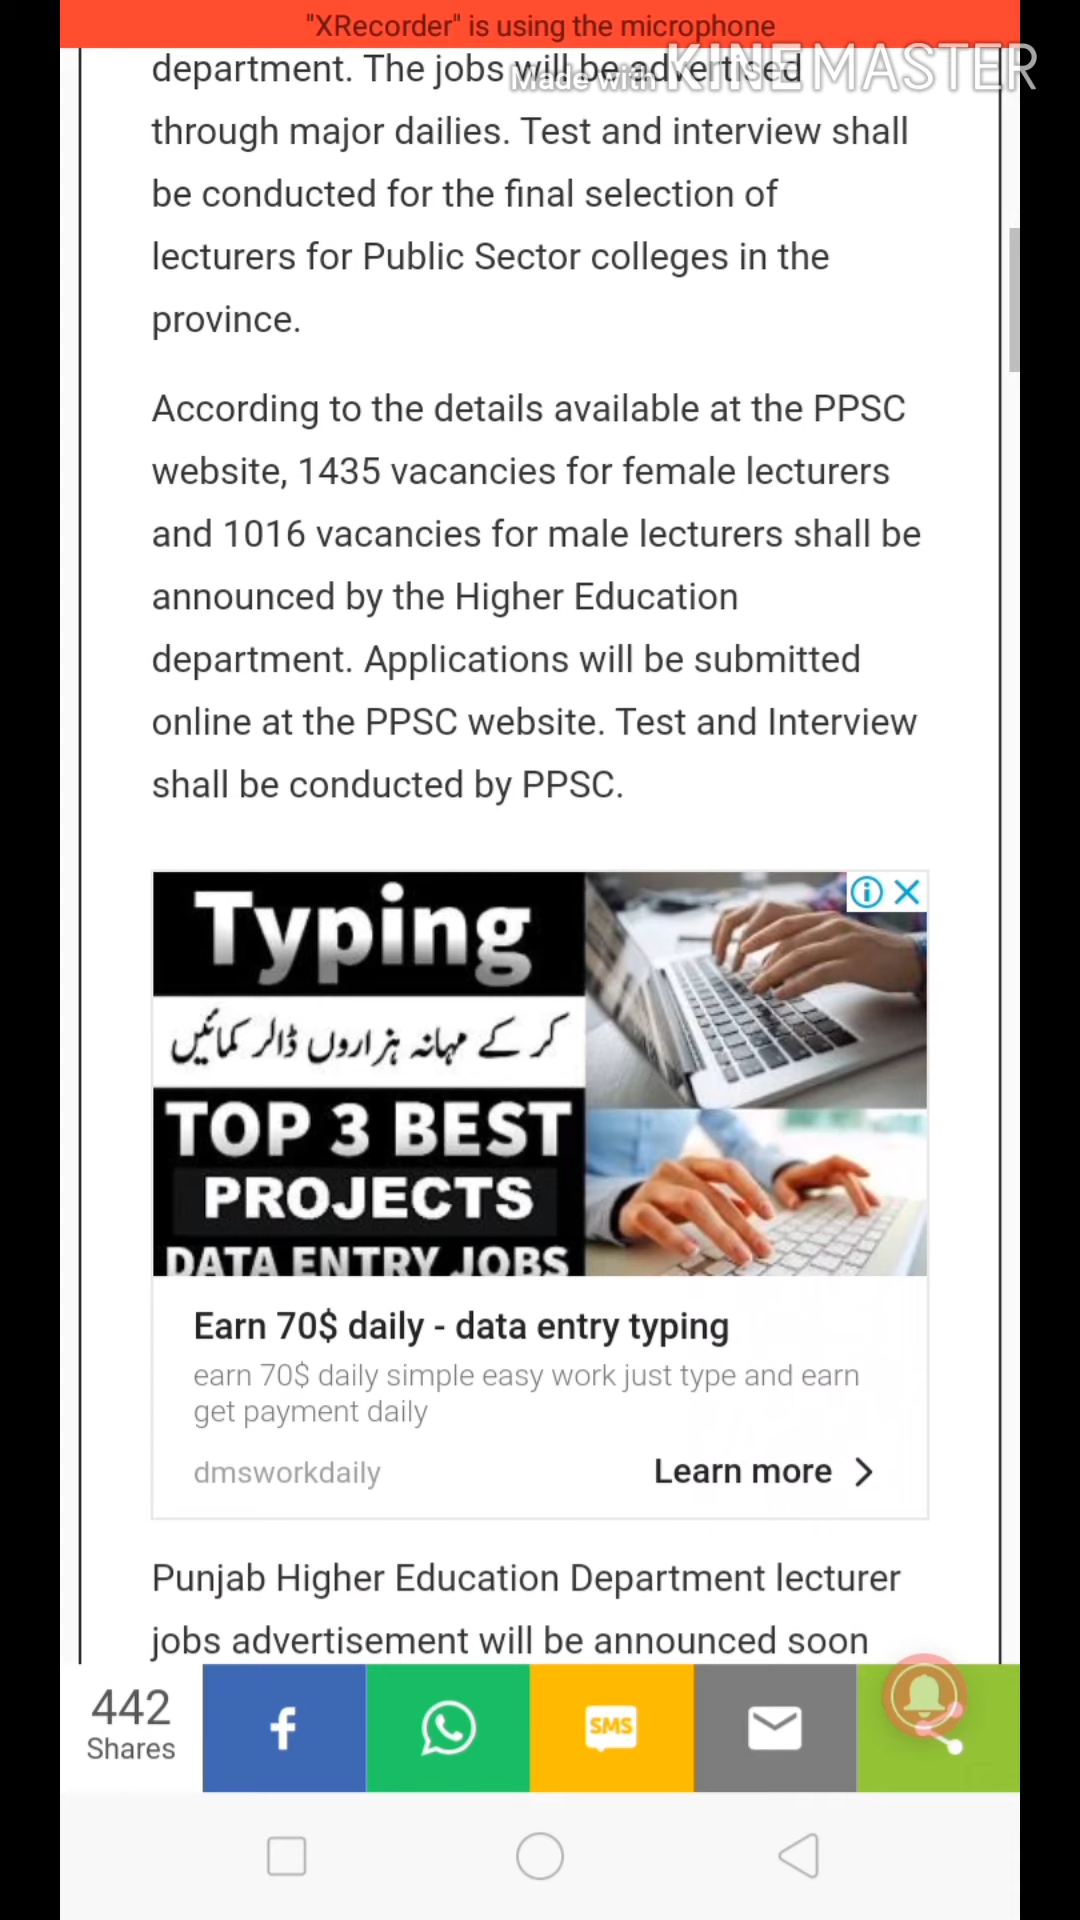 "XRecorder" is using the microphone
Made with KINEMASTER
department. The jobs will be advertised
through major dailies. Test and interview shall
be conducted for the final selection of
lecturers for Public Sector colleges in the
province.
According to the details available at the PPSC
website, 1435 vacancies for female lecturers
and 1016 vacancies for male lecturers shall be
announced by the Higher Education
department. Applications will be submitted
online at the PPSC website. Test and Interview
shall be conducted by PPSC.
Typing
کر کے مہانہ ہزاروں ڈالر کمائیں
TOP 3 BEST
PROJECTS
DATA ENTRY JOBS
Earn 70$ daily - data entry typing
earn 70$ daily simple easy work just type and earn
get payment daily
dmsworkdaily
Learn more
Punjab Higher Education Department lecturer
jobs advertisement will be announced soon
442
Shares
SMS